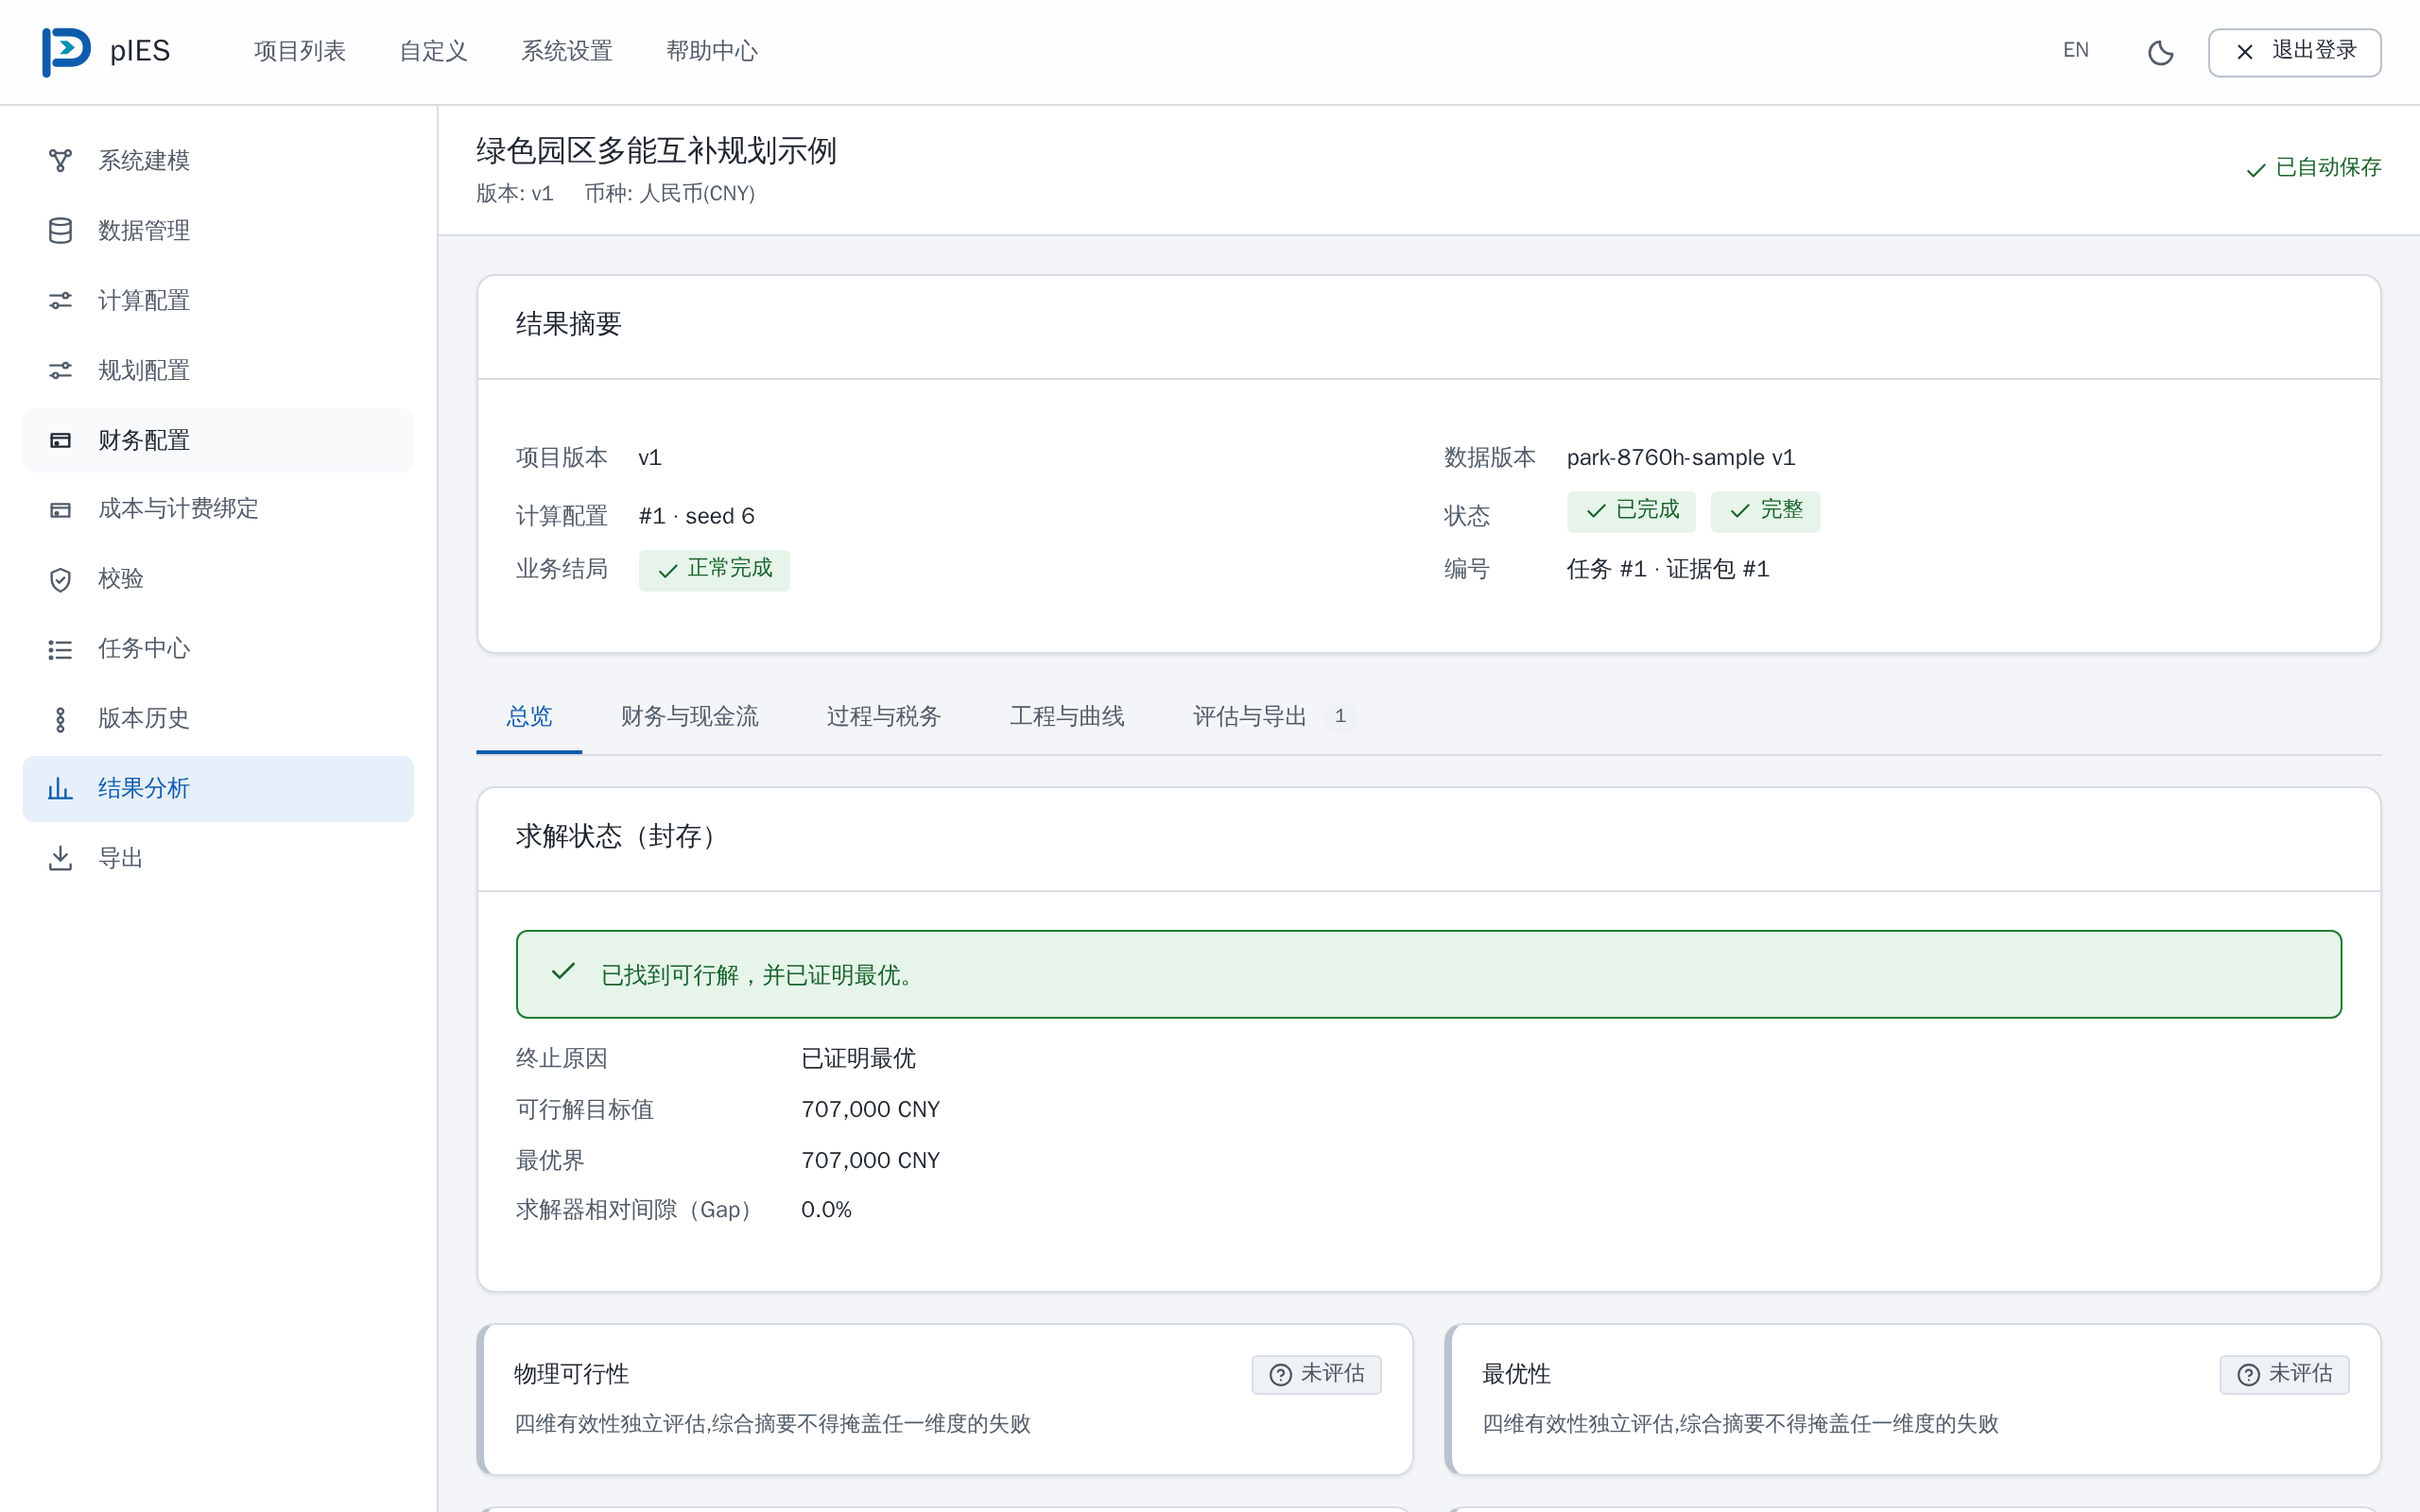 pIES
项目列表
自定义
系统设置
帮助中心
EN
退出登录
系统建模
数据管理
计算配置
规划配置
财务配置
成本与计费绑定
校验
任务中心
版本历史
结果分析
导出
绿色园区多能互补规划示例
版本: v1 币种: 人民币(CNY)
已自动保存
结果摘要
项目版本 v1
数据版本 park-8760h-sample v1
计算配置 #1 · seed 6
状态 已完成 完整
业务结局 正常完成
编号 任务 #1 · 证据包 #1
总览 财务与现金流 过程与税务 工程与曲线 评估与导出 1
求解状态（封存）
已找到可行解，并已证明最优。
终止原因 已证明最优
可行解目标值 707,000 CNY
最优界 707,000 CNY
求解器相对间隙（Gap） 0.0%
物理可行性 未评估
四维有效性独立评估,综合摘要不得掩盖任一维度的失败
最优性 未评估
四维有效性独立评估,综合摘要不得掩盖任一维度的失败